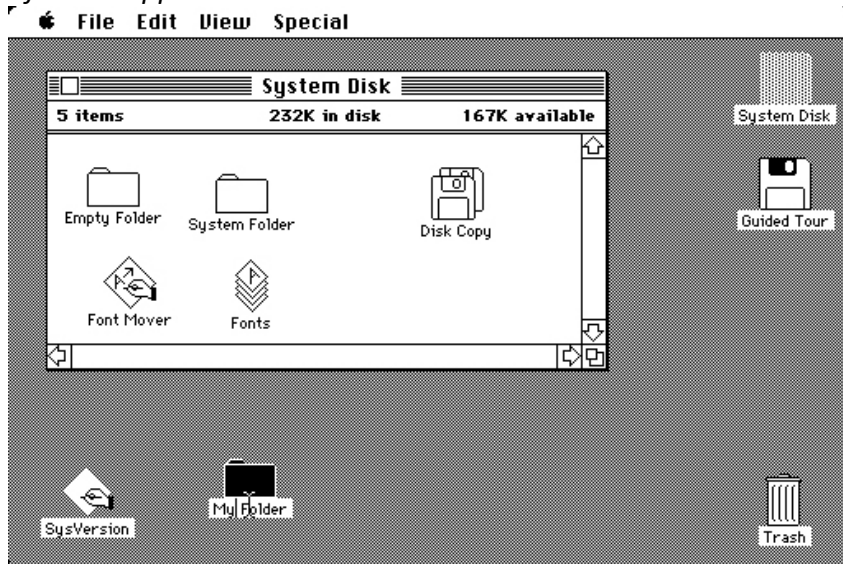 File Edit View Special
System Disk
5 items 232K in disk 167K available
System Disk
Empty Folder System Folder Disk Copy
Guided Tour
Font Mover Fonts
My Folder
SysVersion
Trash